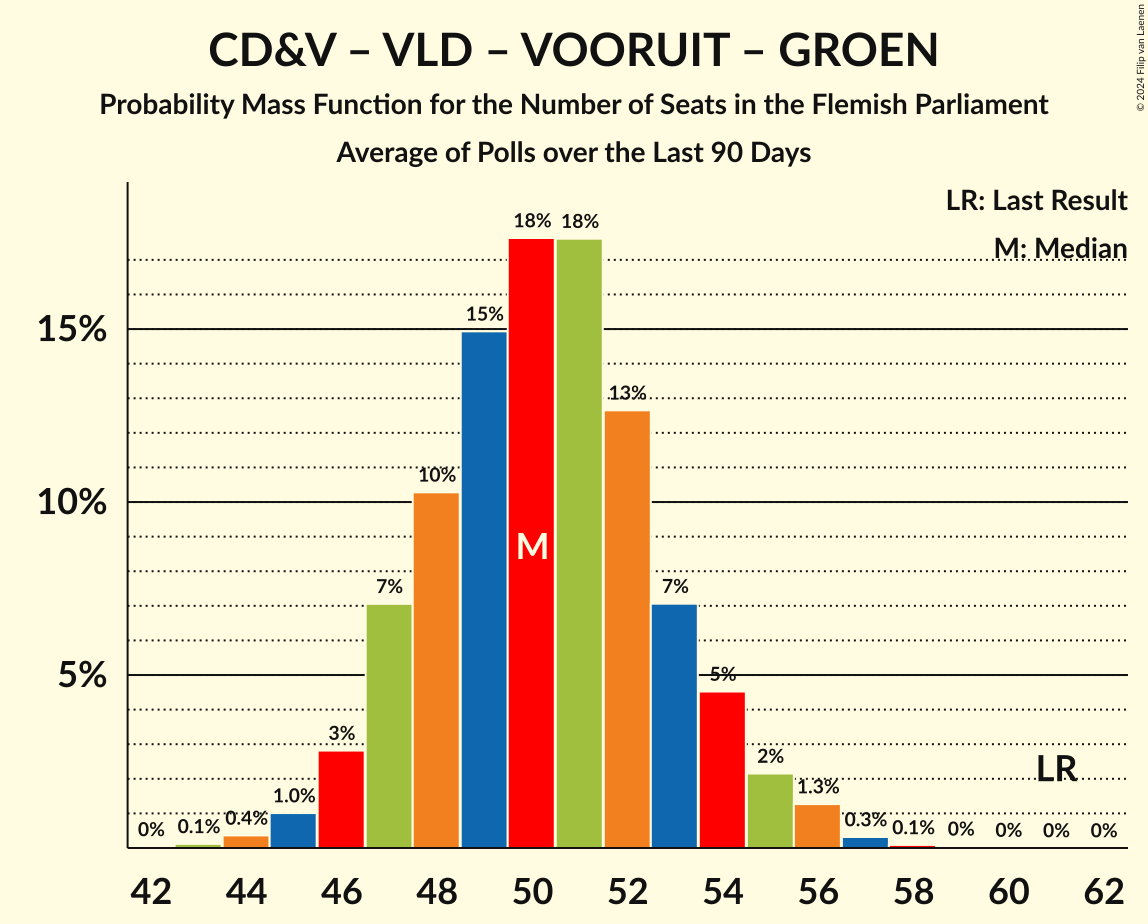 CD&V – VLD – VOORUIT – GROEN
Probability Mass Function for the Number of Seats in the Flemish Parliament
Average of Polls over the Last 90 Days
© 2024 Filip van Laenen
LR: Last Result
M: Median
18% 18%
15%
15%
13%
10%
10%
M
7% 7%
5%
5%
3%
2%
LR
1.0%
1.3%
0% 0.1% 0.4% 0.3% 0.1% 0% 0% 0% 0%
42 44 46 48 50 52 54 56 58 60 62